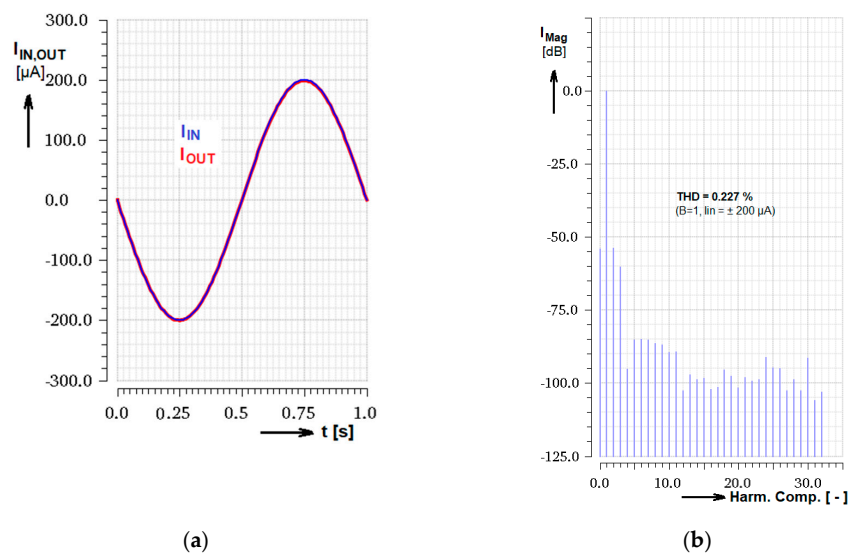 300.0
I_IN,OUT
[µA]
200.0
100.0
0.0
-100.0
-200.0
-300.0
I_IN
I_OUT
0.0 0.25 0.5 0.75 1.0
t [s]
(a)
I_Mag
[dB]
0.0
-25.0
-50.0
-75.0
-100.0
-125.0
THD = 0.227 %
(B=1, Iin = ± 200 µA)
0.0 10.0 20.0 30.0
Harm. Comp. [ - ]
(b)